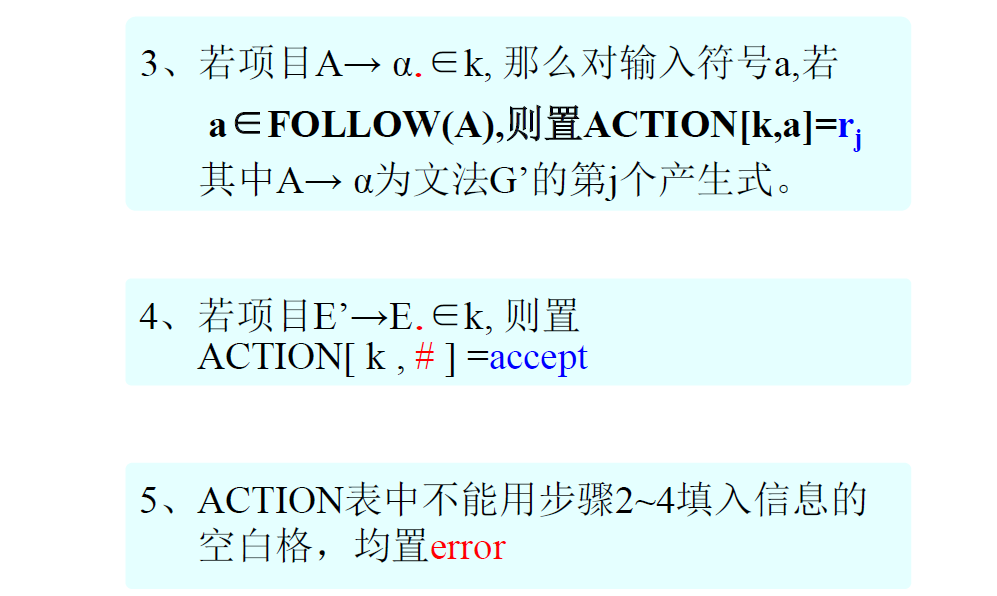 3、若项目A→ α.∈k, 那么对输入符号a,若
a∈FOLLOW(A),则置ACTION[k,a]=rj
其中A→ α为文法G’的第j个产生式。
4、若项目E’→E.∈k, 则置
ACTION[ k , # ] =accept
5、ACTION表中不能用步骤2~4填入信息的
空白格，均置error